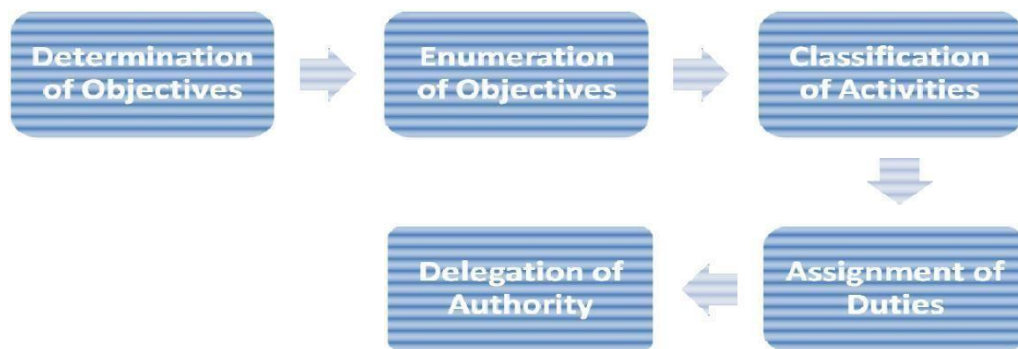 Determination
of Objectives
Enumeration
of Objectives
Classification
of Activities
Assignment of
Duties
Delegation of
Authority